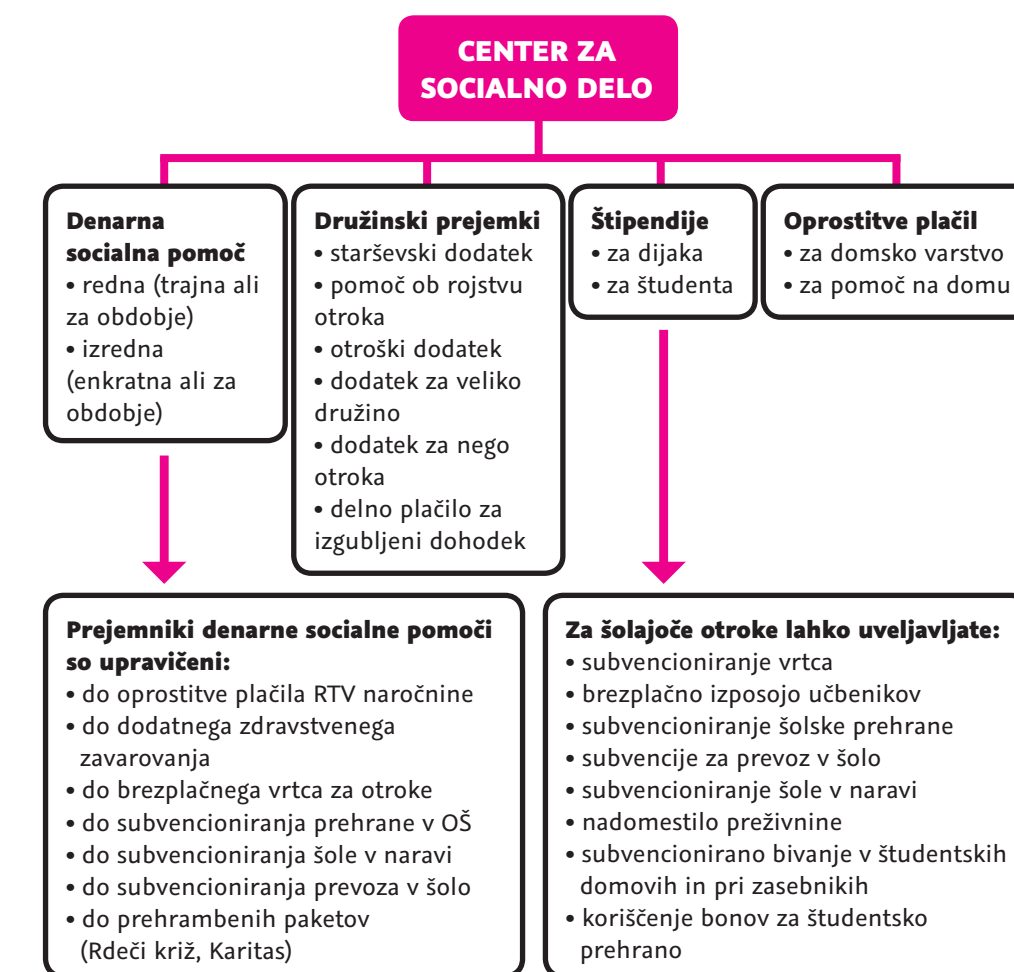 CENTER ZA
SOCIALNO DELO
Denarna
socialna pomoč
• redna (trajna ali
za obdobje)
• izredna
(enkratna ali za
obdobje)
Družinski prejemki
• starševski dodatek
• pomoč ob rojstvu
otroka
• otroški dodatek
• dodatek za veliko
družino
• dodatek za nego
otroka
• delno plačilo za
izgubljeni dohodek
Štipendije
• za dijaka
• za študenta
Oprostitve plačil
• za domsko varstvo
• za pomoč na domu
Prejemniki denarne socialne pomoči
so upravičeni:
• do oprostitve plačila RTV naročnine
• do dodatnega zdravstvenega
zavarovanja
• do brezplačnega vrtca za otroke
• do subvencioniranja prehrane v OŠ
• do subvencioniranja šole v naravi
• do subvencioniranja prevoza v šolo
• do prehrambenih paketov
(Rdeči križ, Karitas)
Za šolajoče otroke lahko uveljavljate:
• subvencioniranje vrtca
• brezplačno izposojo učbenikov
• subvencioniranje šolske prehrane
• subvencije za prevoz v šolo
• subvencioniranje šole v naravi
• nadomestilo preživnine
• subvencionirano bivanje v študentskih
domovih in pri zasebnikih
• koriščenje bonov za študentsko
prehrano